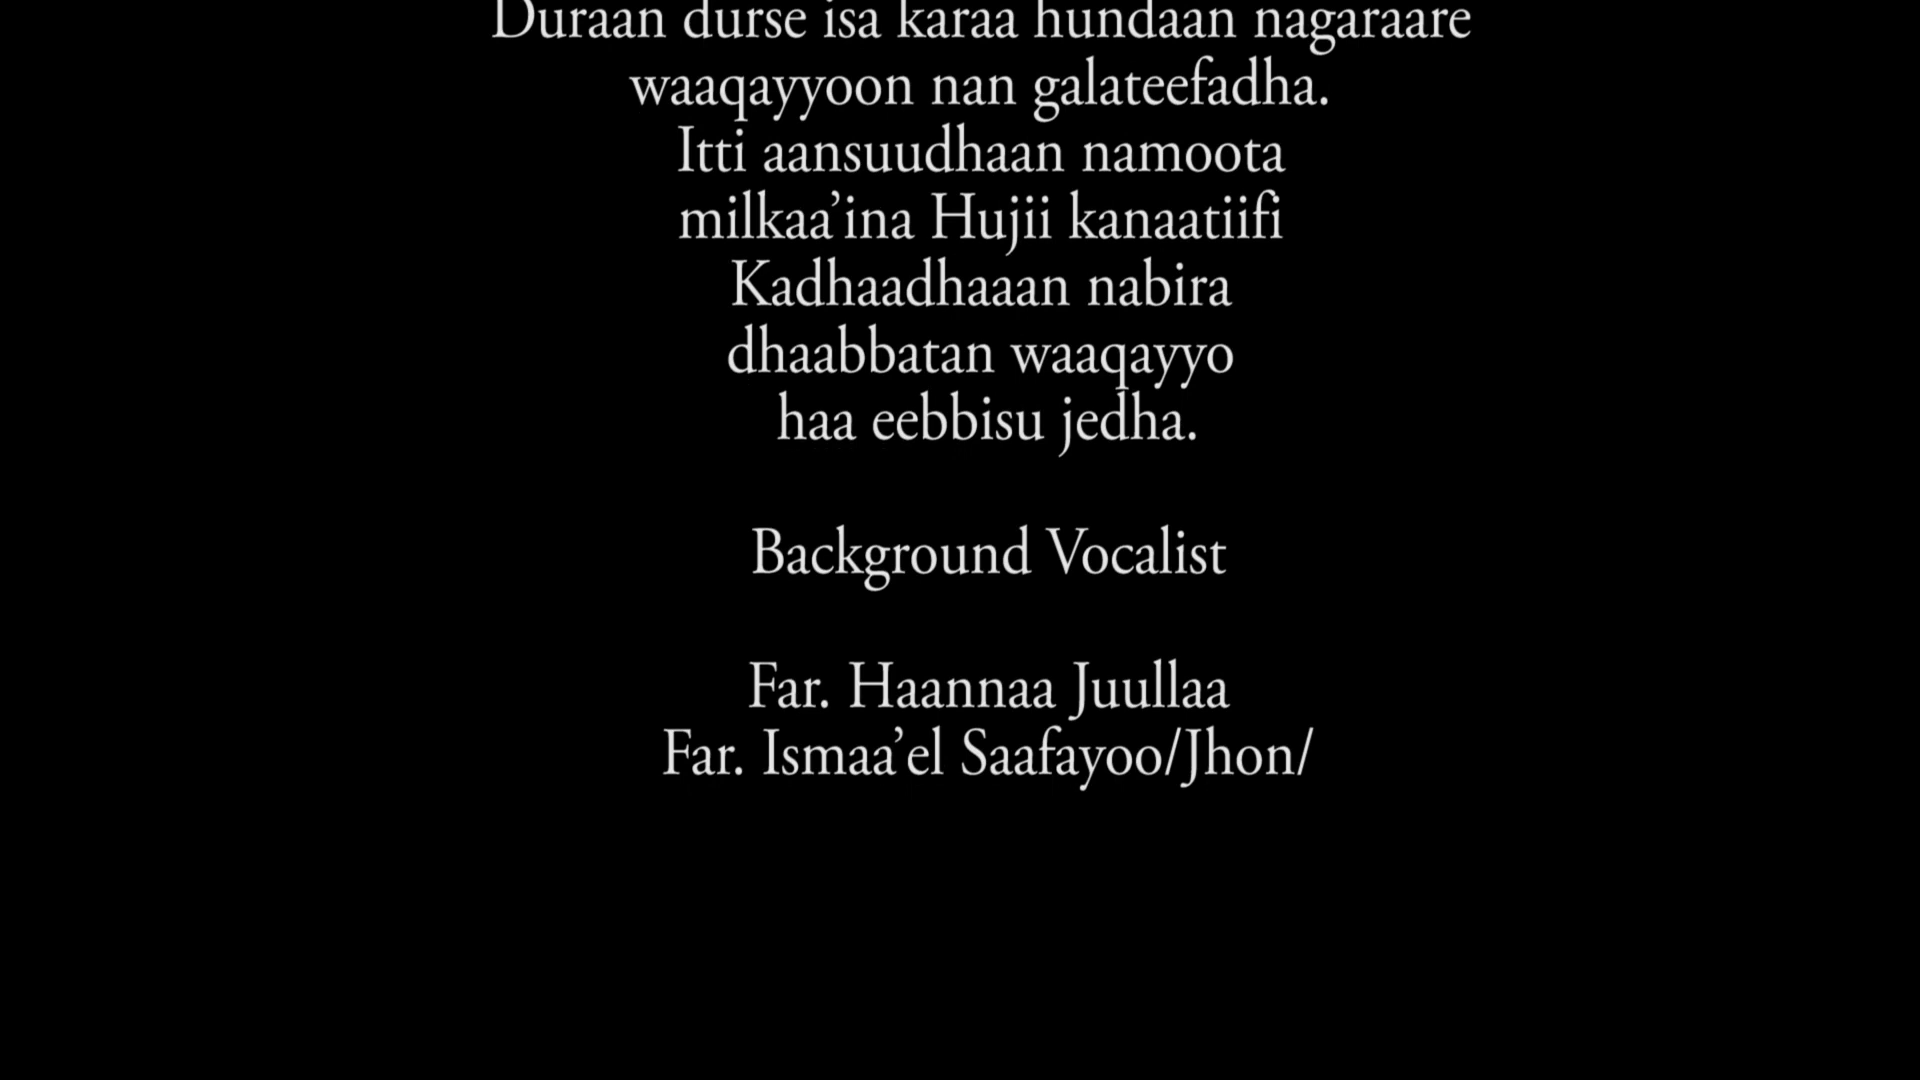 Duraan durse isa karaa hundaan nagaraare
waaqayyoon nan galateefadha.
Itti aansuudhaan namoota
milkaa’ina Hujii kanaatiifi
Kadhaadhaaan nabira
dhaabbatan waaqayyo
haa eebbisu jedha.
Background Vocalist
Far. Haannaa Juullaa
Far. Ismaa’el Saafayoo/Jhon/